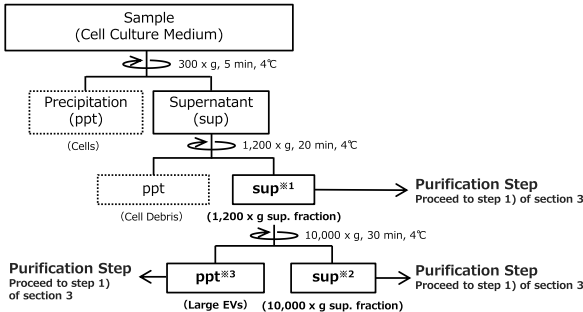 Sample
(Cell Culture Medium)
300 x g, 5 min, 4℃
Precipitation
(ppt)
Supernatant
(sup)
(Cells)
1,200 x g, 20 min, 4℃
ppt
sup※1
Purification Step
Proceed to step 1) of section 3
(Cell Debris)
(1,200 x g sup. fraction)
10,000 x g, 30 min, 4℃
Purification Step
Proceed to step 1)
of section 3
ppt※3
sup※2
Purification Step
Proceed to step 1) of section 3
(Large EVs)
(10,000 x g sup. fraction)